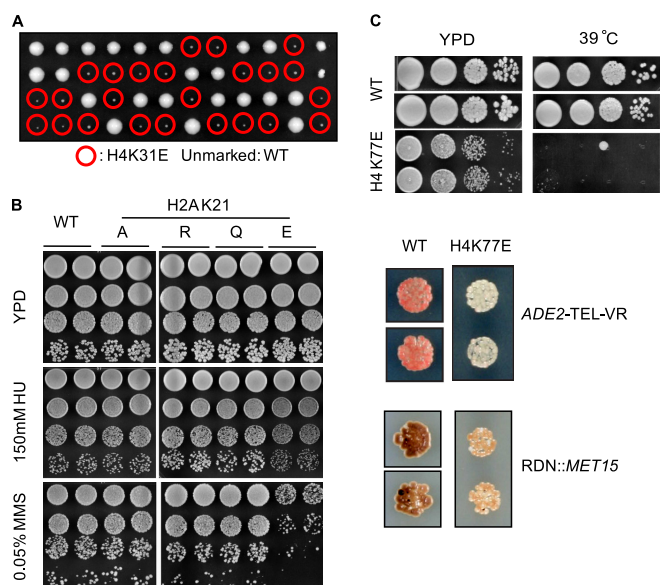 A
: H4K31E Unmarked: WT
B
H2A K21
WT A R Q E
YPD
150mM HU
0.05% MMS
C
YPD 39 °C
WT
H4 K77E
WT H4K77E
ADE2-TEL-VR
RDN::MET15